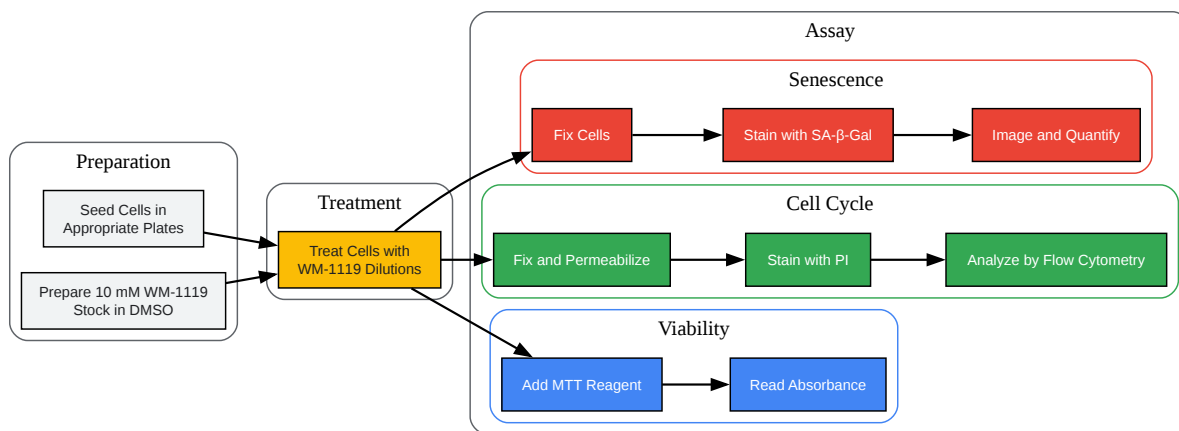 Assay
Senescence
Fix Cells
Stain with SA-β-Gal
Image and Quantify
Preparation
Seed Cells in
Appropriate Plates
Prepare 10 mM WM-1119
Stock in DMSO
Treatment
Treat Cells with
WM-1119 Dilutions
Cell Cycle
Fix and Permeabilize
Stain with PI
Analyze by Flow Cytometry
Viability
Add MTT Reagent
Read Absorbance